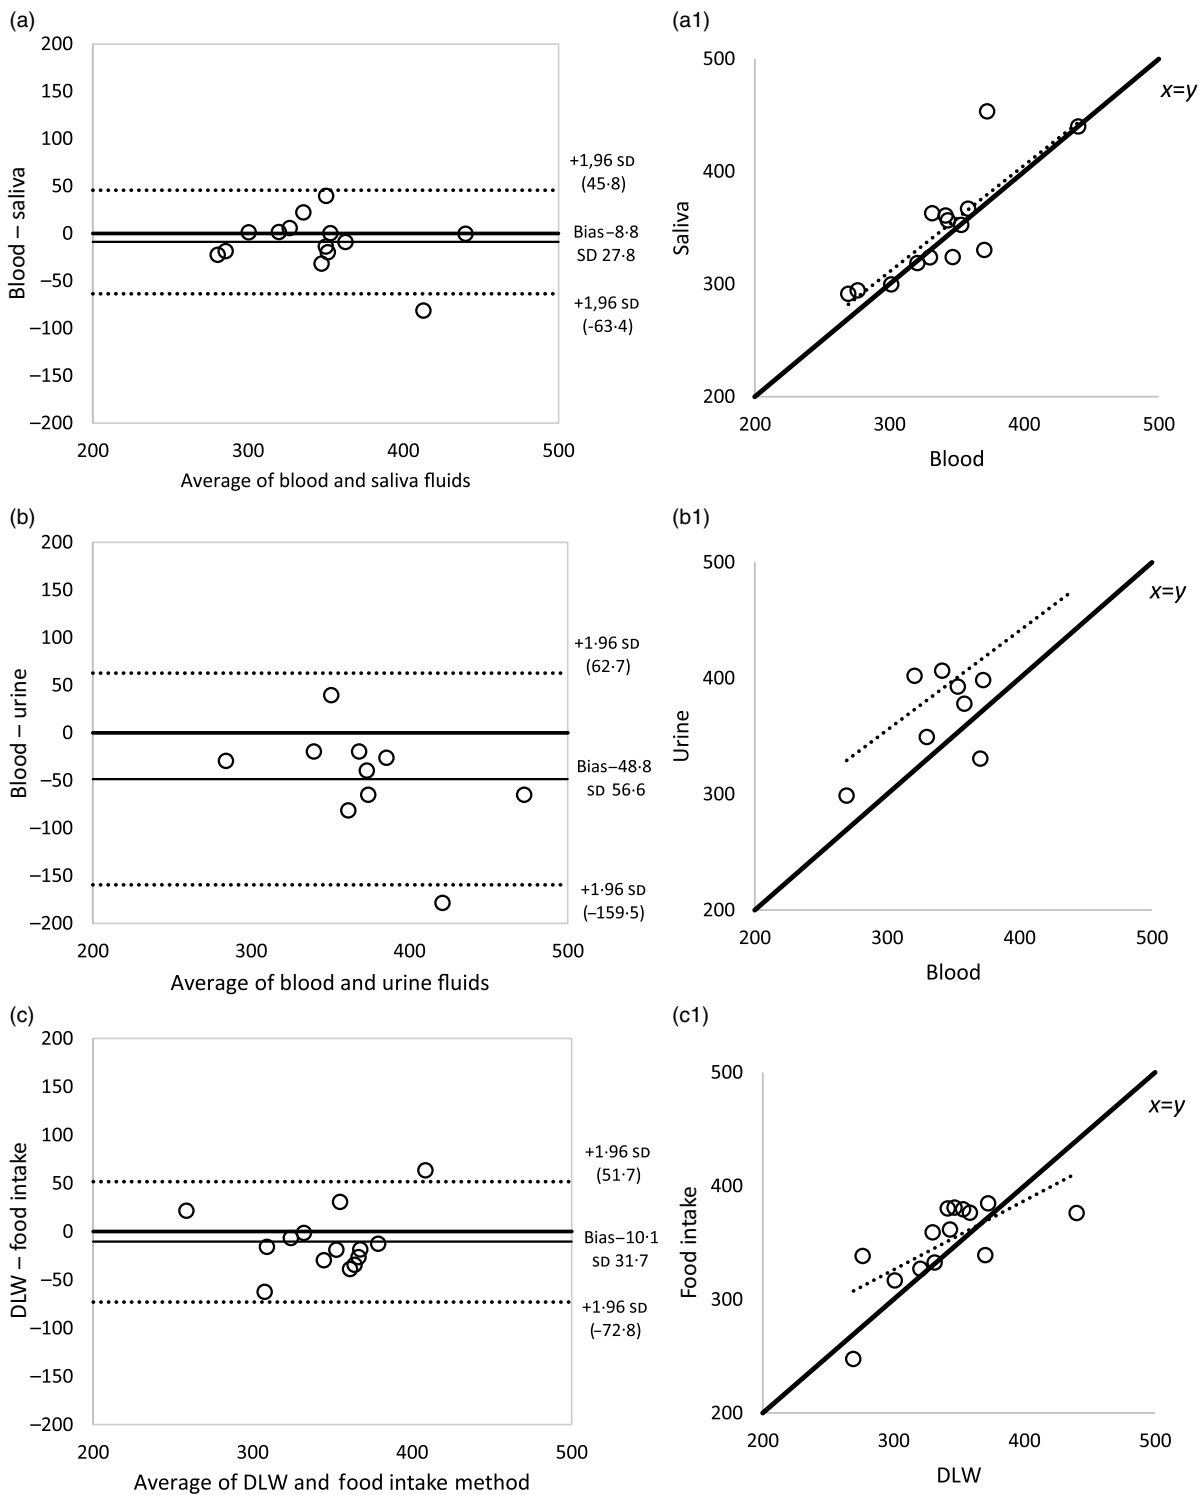 (a)
200
150
100
50
0
−50
−100
−150
−200
Blood – saliva
200 300 400 500
Average of blood and saliva fluids
+1,96 SD
(45·8)
Bias–8·8
SD 27·8
+1,96 SD
(-63·4)
(a1)
500
400
300
200
Saliva
200 300 400 500
Blood
x=y
(b)
200
150
100
50
0
−50
−100
−150
−200
Blood – urine
200 300 400 500
Average of blood and urine fluids
+1·96 SD
(62·7)
Bias–48·8
SD 56·6
+1·96 SD
(–159·5)
(b1)
500
400
300
200
Urine
200 300 400 500
Blood
x=y
(c)
200
150
100
50
0
−50
−100
−150
−200
DLW – food intake
200 300 400 500
Average of DLW and food intake method
+1·96 SD
(51·7)
Bias–10·1
SD 31·7
+1·96 SD
(–72·8)
(c1)
500
400
300
200
Food intake
200 300 400 500
DLW
x=y